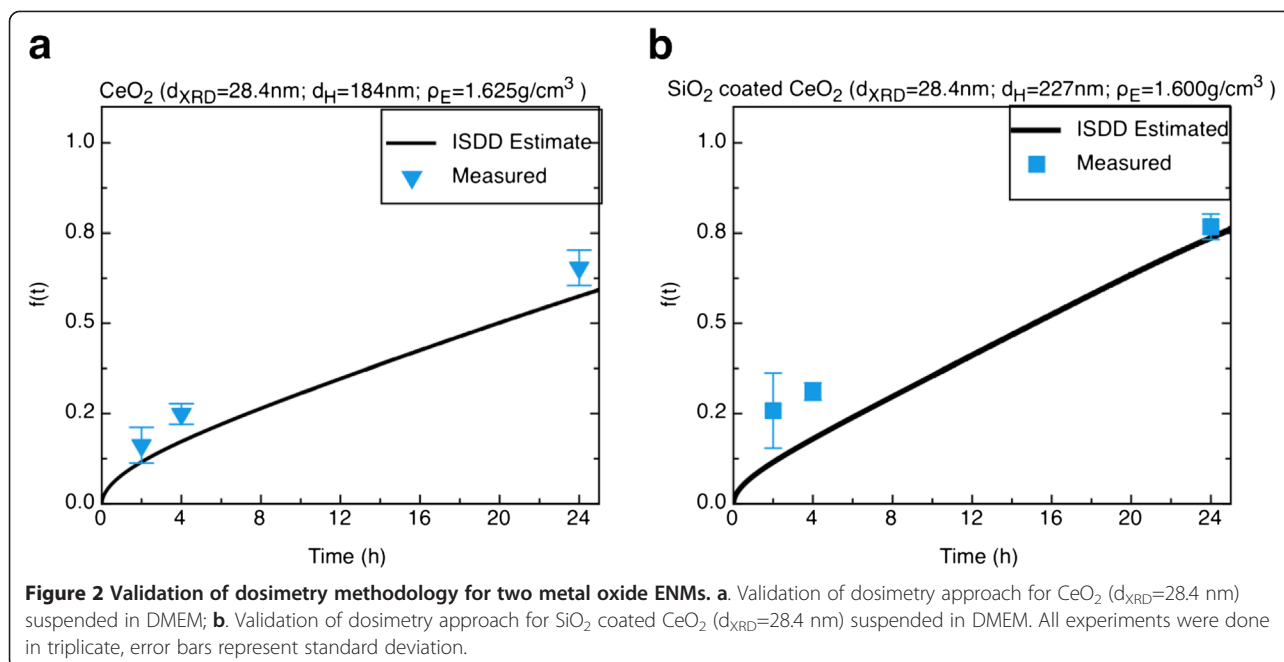 a
CeO₂ (dXRD=28.4nm; dH=184nm; ρE=1.625g/cm³ )
ISDD Estimate
Measured
1.0
0.8
0.5
0.2
0.0
f(t)
0 4 8 12 16 20 24
Time (h)
b
SiO₂ coated CeO₂ (dXRD=28.4nm; dH=227nm; ρE=1.600g/cm³ )
ISDD Estimated
Measured
1.0
0.8
0.5
0.2
0.0
f(t)
0 4 8 12 16 20 24
Time (h)
Figure 2 Validation of dosimetry methodology for two metal oxide ENMs. a. Validation of dosimetry approach for CeO₂ (dXRD=28.4 nm)
suspended in DMEM; b. Validation of dosimetry approach for SiO₂ coated CeO₂ (dXRD=28.4 nm) suspended in DMEM. All experiments were done
in triplicate, error bars represent standard deviation.